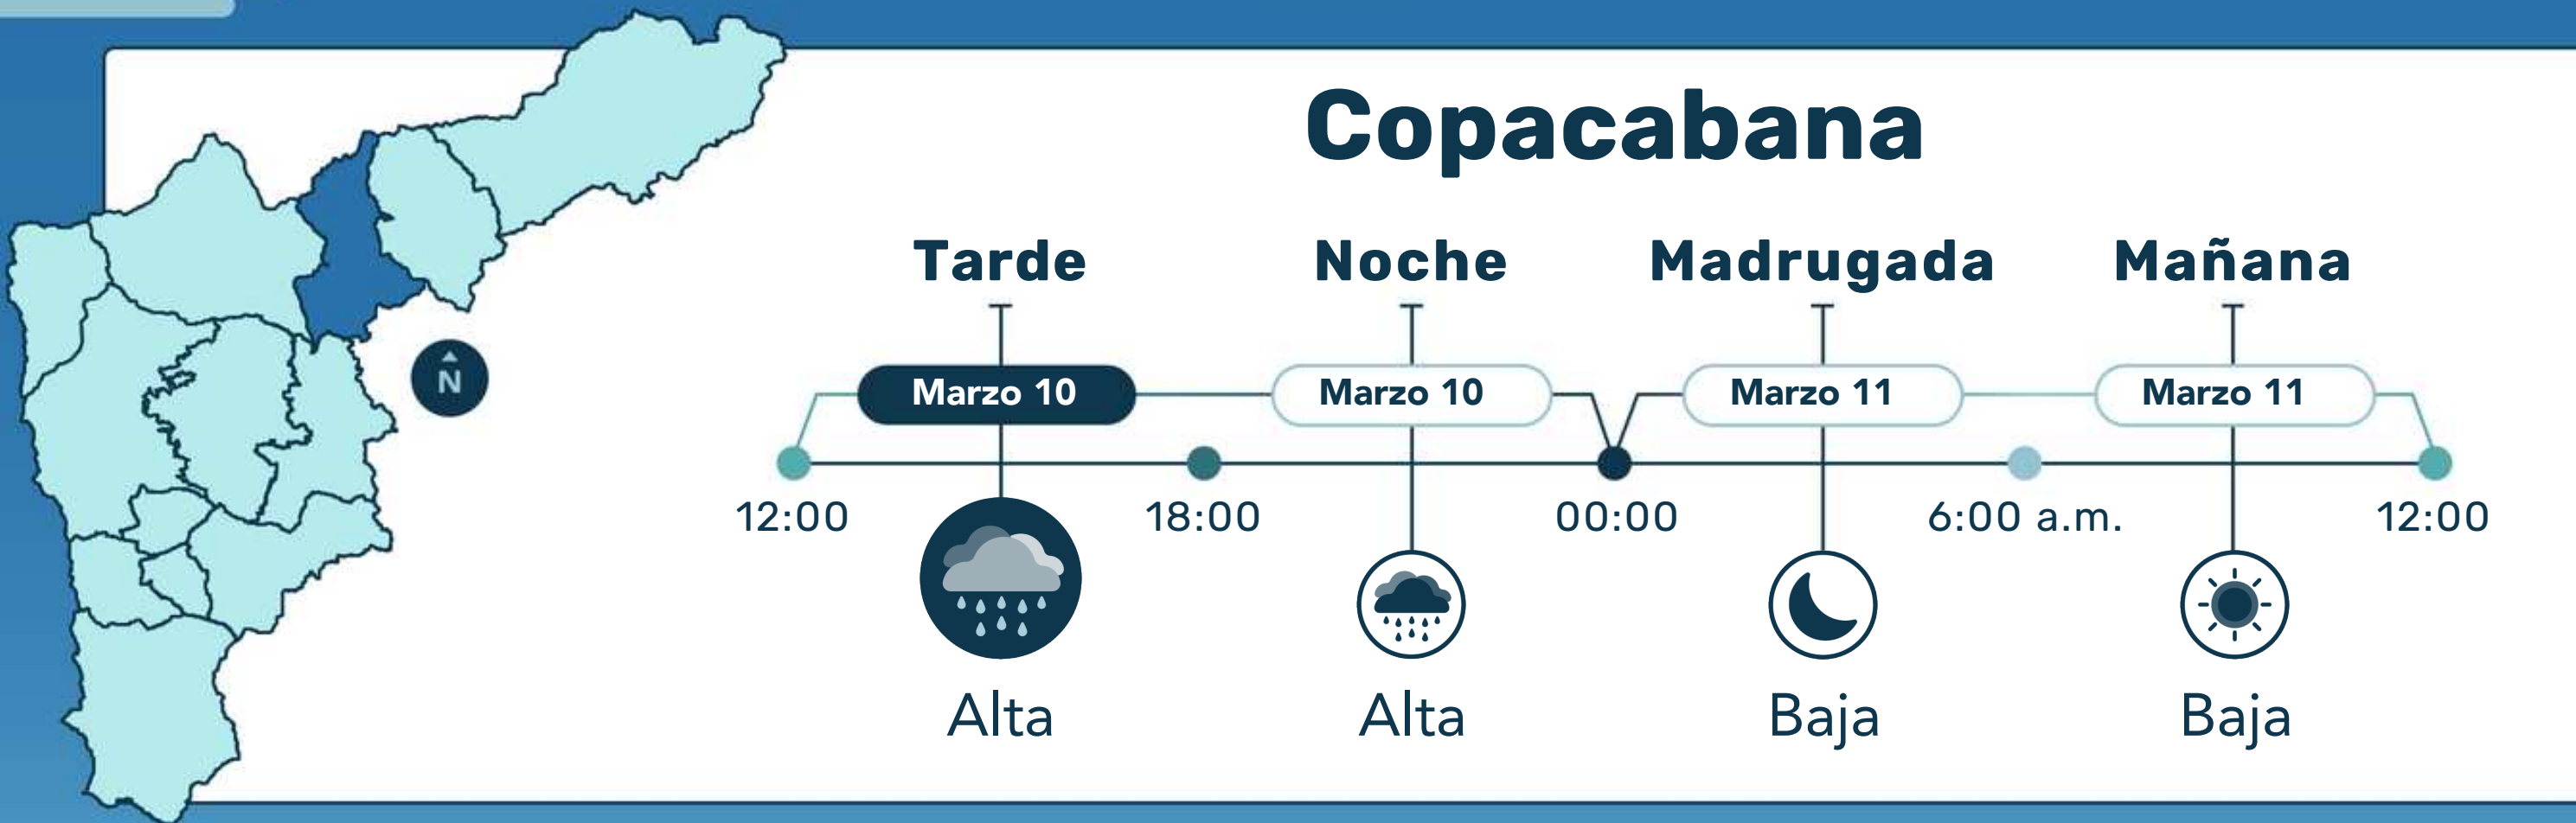 Copacabana
Tarde
Noche
Madrugada
Mañana
Marzo 10
Marzo 10
Marzo 11
Marzo 11
N
12:00
18:00
00:00
6:00 a.m.
12:00
Alta
Alta
Baja
Baja